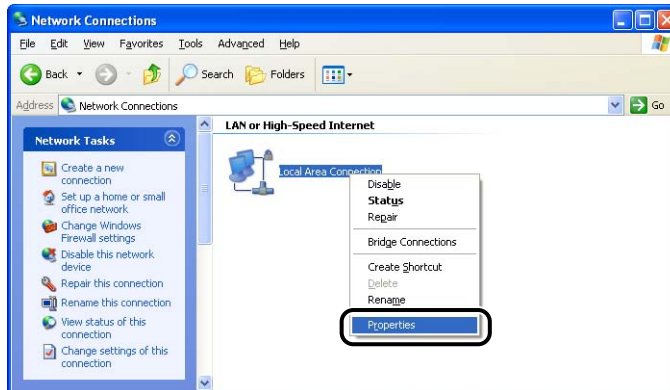 Network Connections
File Edit View Favorites Tools Advanced Help
Back Search Folders
Address Network Connections Go
Network Tasks
Create a new
connection
Set up a home or small
office network
Change Windows
Firewall settings
Disable this network
device
Repair this connection
Rename this connection
View status of this
connection
Change settings of this
connection
LAN or High-Speed Internet
Local Area Connection
Disable
Status
Repair
Bridge Connections
Create Shortcut
Delete
Rename
Properties